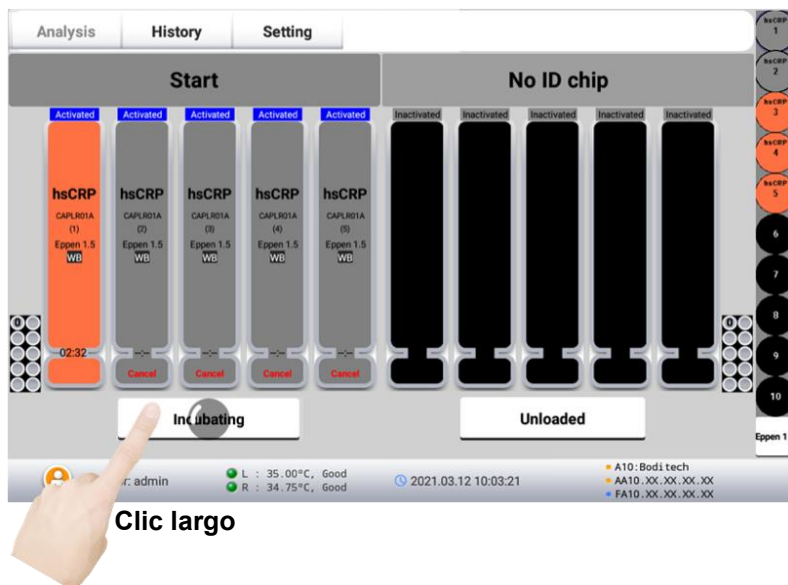 Analysis History Setting
Start No ID chip
Activated Activated Activated Activated Activated Inactivated Inactivated Inactivated Inactivated Inactivated
hsCRP hsCRP hsCRP hsCRP hsCRP
CAPLR01A CAPLR01A CAPLR01A CAPLR01A CAPLR01A
(1) (2) (3) (4) (5)
Eppen 1.5 Eppen 1.5 Eppen 1.5 Eppen 1.5 Eppen 1.5
WB WB WB WB WB
0 0
02:32 --:-- --:-- --:-- --:--
Cancel Cancel Cancel Cancel
Incubating Unloaded
r: admin
L : 35.00°C, Good
R : 34.75°C, Good
2021.03.12 10:03:21
A10:Boditech
AA10.XX.XX.XX.XX
FA10.XX.XX.XX.XX
hsCRP
1
hsCRP
2
hsCRP
3
hsCRP
4
hsCRP
5
6
7
8
9
10
Eppen 1
Clic largo